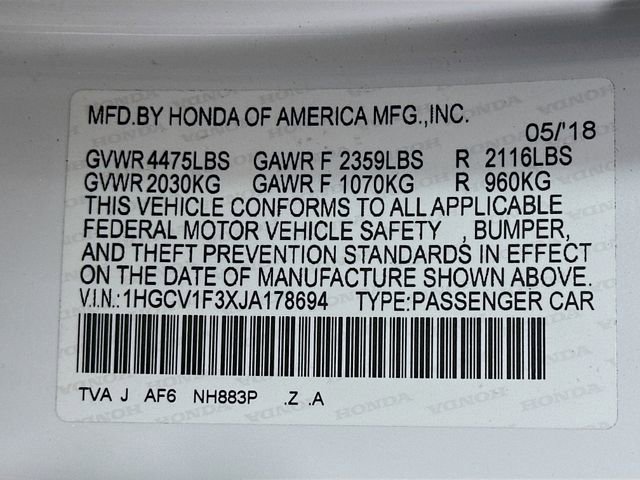 MFD.BY HONDA OF AMERICA MFG.,INC.
05/'18
GVWR 4475LBS GAWR F 2359LBS R 2116LBS
GVWR 2030KG GAWR F 1070KG R 960KG
THIS VEHICLE CONFORMS TO ALL APPLICABLE
FEDERAL MOTOR VEHICLE SAFETY , BUMPER,
AND THEFT PREVENTION STANDARDS IN EFFECT
ON THE DATE OF MANUFACTURE SHOWN ABOVE.
V.I.N.:1HGCV1F3XJA178694 TYPE:PASSENGER CAR
TVA J AF6 NH883P .Z .A